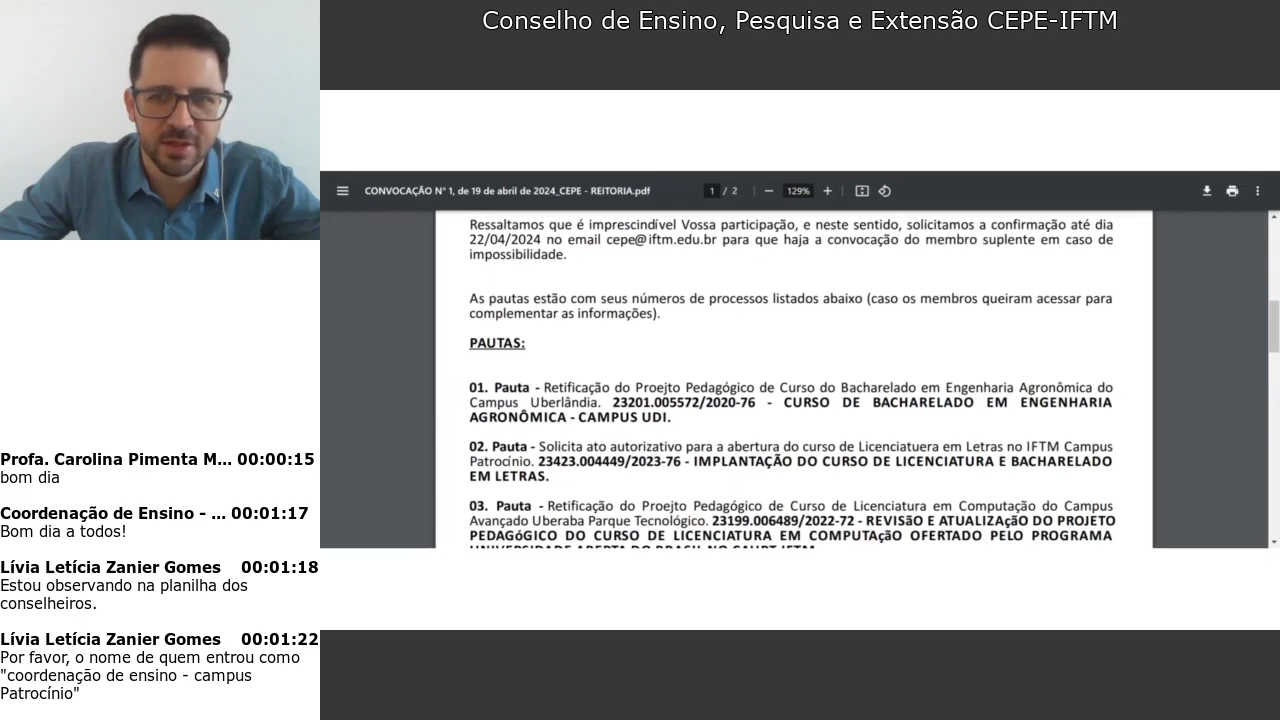 Conselho de Ensino, Pesquisa e Extensão CEPE-IFTM
CONVOCAÇÃO N° 1, de 19 de abril de 2024_CEPE - REITORIA.pdf
1 / 2
129%
Ressaltamos que é imprescindível Vossa participação, e neste sentido, solicitamos a confirmação até dia
22/04/2024 no email cepe@iftm.edu.br para que haja a convocação do membro suplente em caso de
impossibilidade.
As pautas estão com seus números de processos listados abaixo (caso os membros queiram acessar para
complementar as informações).
PAUTAS:
01. Pauta - Retificação do Proejto Pedagógico de Curso do Bacharelado em Engenharia Agronômica do
Campus Uberlândia. 23201.005572/2020-76 - CURSO DE BACHARELADO EM ENGENHARIA
AGRONÔMICA - CAMPUS UDI.
02. Pauta - Solicita ato autorizativo para a abertura do curso de Licenciatuera em Letras no IFTM Campus
Patrocínio. 23423.004449/2023-76 - IMPLANTAÇÃO DO CURSO DE LICENCIATURA E BACHARELADO
EM LETRAS.
03. Pauta - Retificação do Proejto Pedagógico de Curso de Licenciatura em Computação do Campus
Avançado Uberaba Parque Tecnológico. 23199.006489/2022-72 - REVISãO E ATUALIZAçãO DO PROJETO
PEDAGóGICO DO CURSO DE LICENCIATURA EM COMPUTAçãO OFERTADO PELO PROGRAMA
UNIVERSIDADE ABERTA DO BRASIL NO CAUPT IFTM
Profa. Carolina Pimenta M... 00:00:15
bom dia
Coordenação de Ensino - ... 00:01:17
Bom dia a todos!
Lívia Letícia Zanier Gomes 00:01:18
Estou observando na planilha dos
conselheiros.
Lívia Letícia Zanier Gomes 00:01:22
Por favor, o nome de quem entrou como
"coordenação de ensino - campus
Patrocínio"